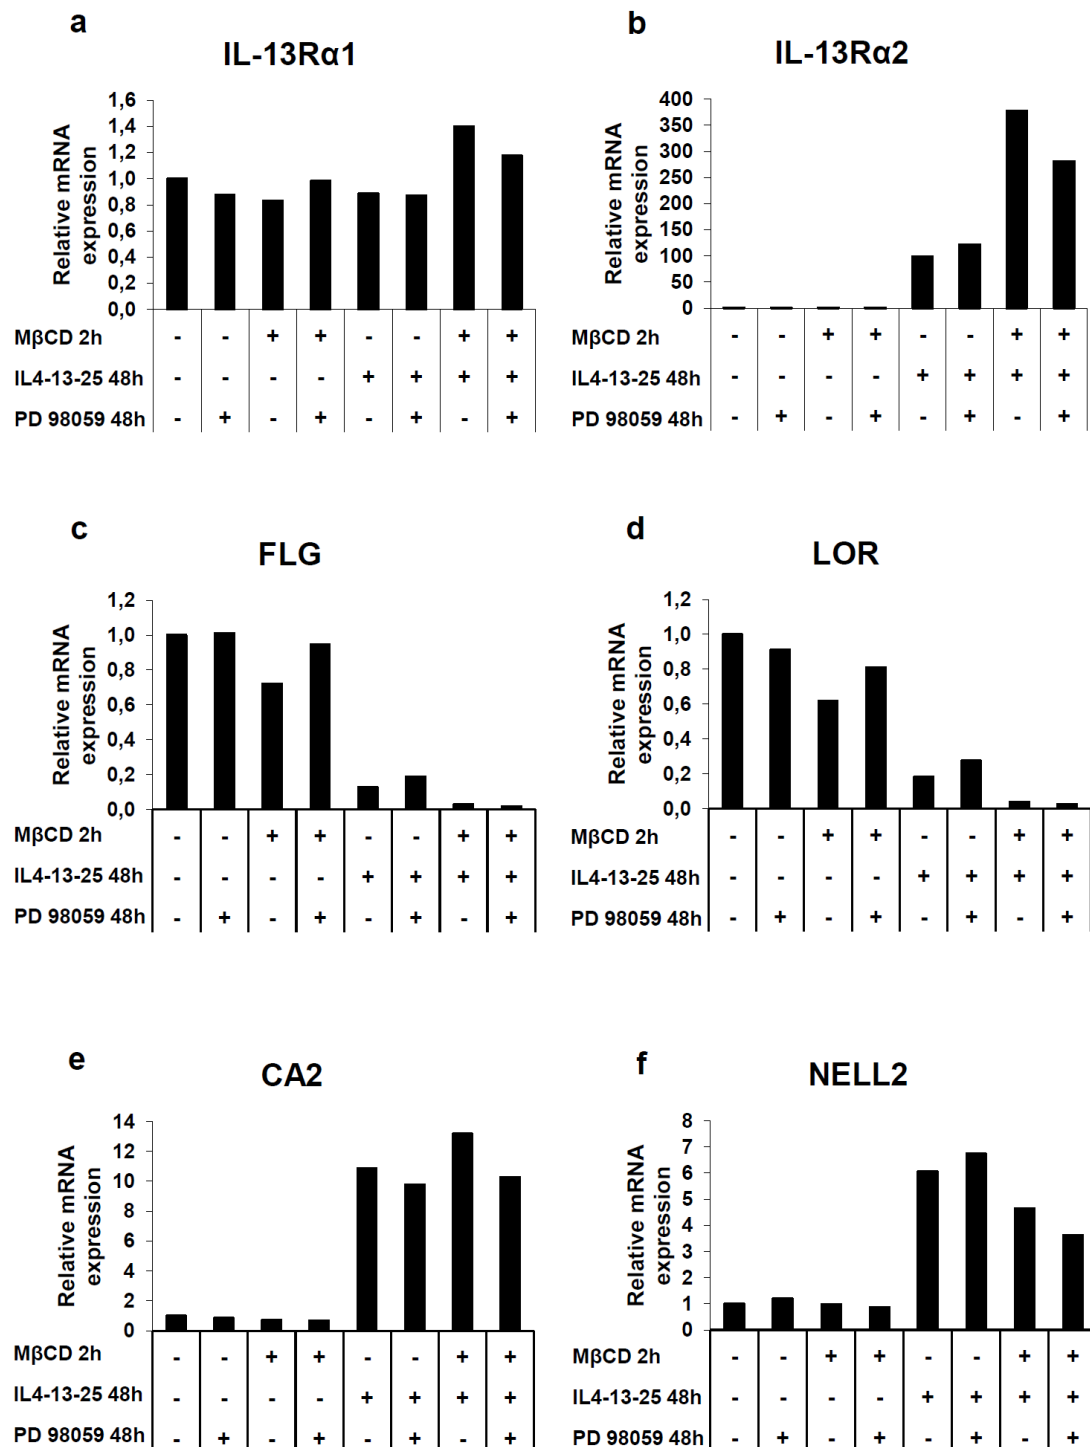 a
IL-13Rα1
Relative mRNA
expression
1,6
1,4
1,2
1,0
0,8
0,6
0,4
0,2
0,0
MβCD 2h - - + + - - + +
IL4-13-25 48h - - - - + + + +
PD 98059 48h - + - + - + - +
b
IL-13Rα2
Relative mRNA
expression
400
350
300
250
200
150
100
50
0
MβCD 2h - - + + - - + +
IL4-13-25 48h - - - - + + + +
PD 98059 48h - + - + - + - +
c
FLG
Relative mRNA
expression
1,2
1,0
0,8
0,6
0,4
0,2
0,0
MβCD 2h - - + + - - + +
IL4-13-25 48h - - - - + + + +
PD 98059 48h - + - + - + - +
d
LOR
Relative mRNA
expression
1,2
1,0
0,8
0,6
0,4
0,2
0,0
MβCD 2h - - + + - - + +
IL4-13-25 48h - - - - + + + +
PD 98059 48h - + - + - + - +
e
CA2
Relative mRNA
expression
14
12
10
8
6
4
2
0
MβCD 2h - - + + - - + +
IL4-13-25 48h - - - - + + + +
PD 98059 48h - + - + - + - +
f
NELL2
Relative mRNA
expression
8
7
6
5
4
3
2
1
0
MβCD 2h - - + + - - + +
IL4-13-25 48h - - - - + + + +
PD 98059 48h - + - + - + - +